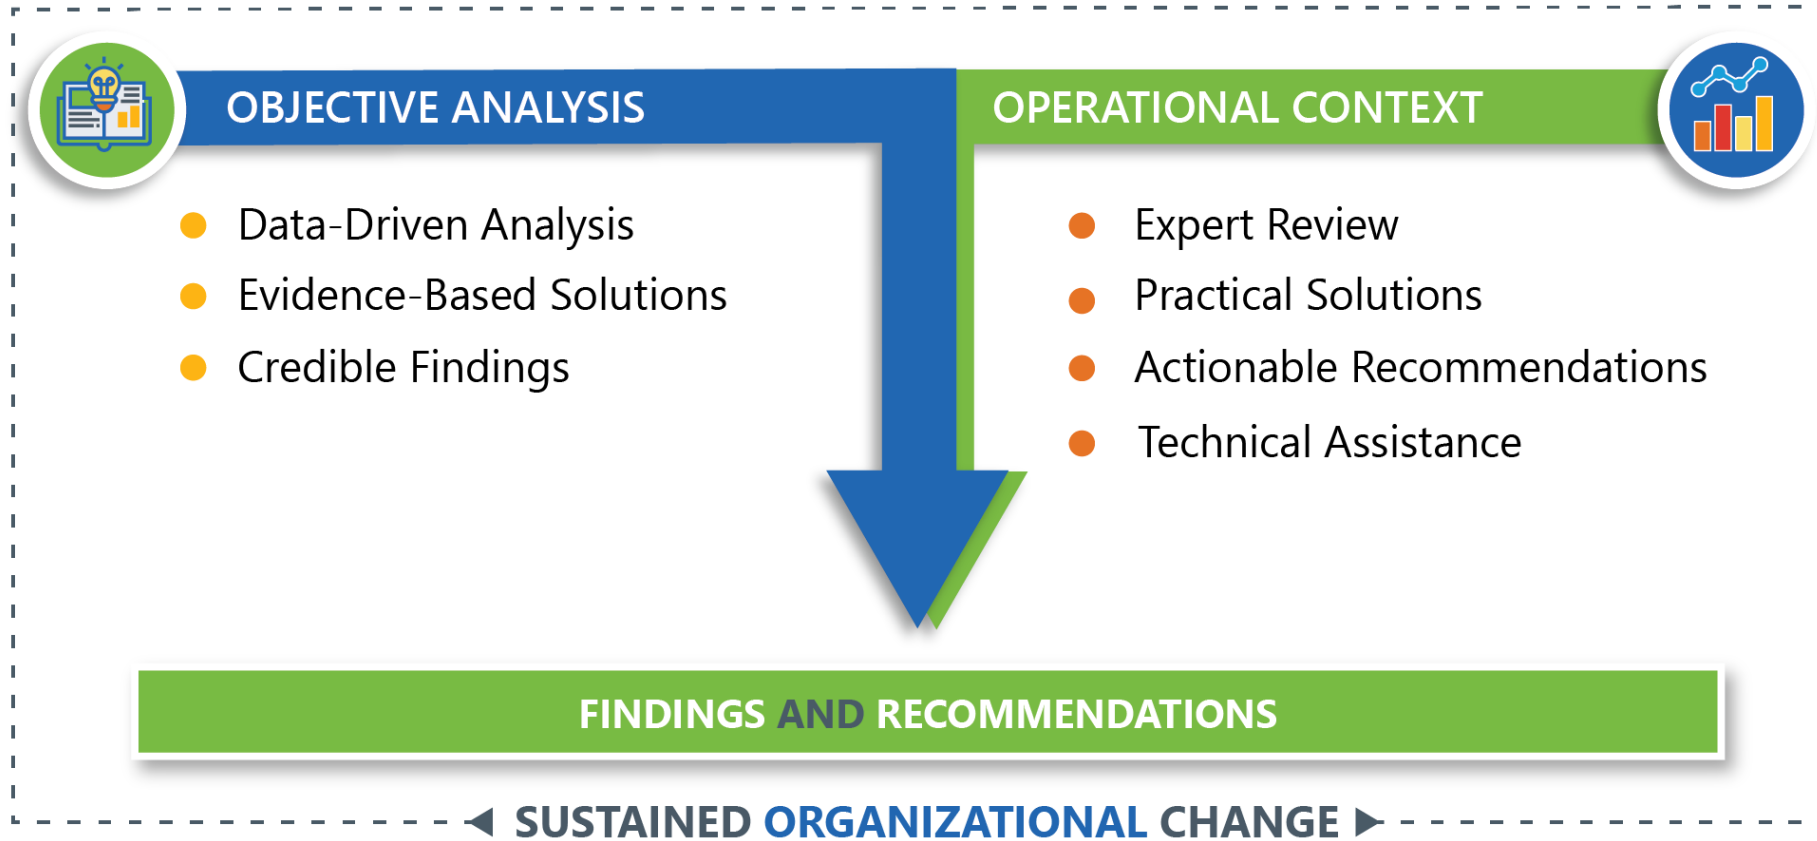 OBJECTIVE ANALYSIS
Data-Driven Analysis
Evidence-Based Solutions
Credible Findings
OPERATIONAL CONTEXT
Expert Review
Practical Solutions
Actionable Recommendations
Technical Assistance
FINDINGS AND RECOMMENDATIONS
SUSTAINED ORGANIZATIONAL CHANGE